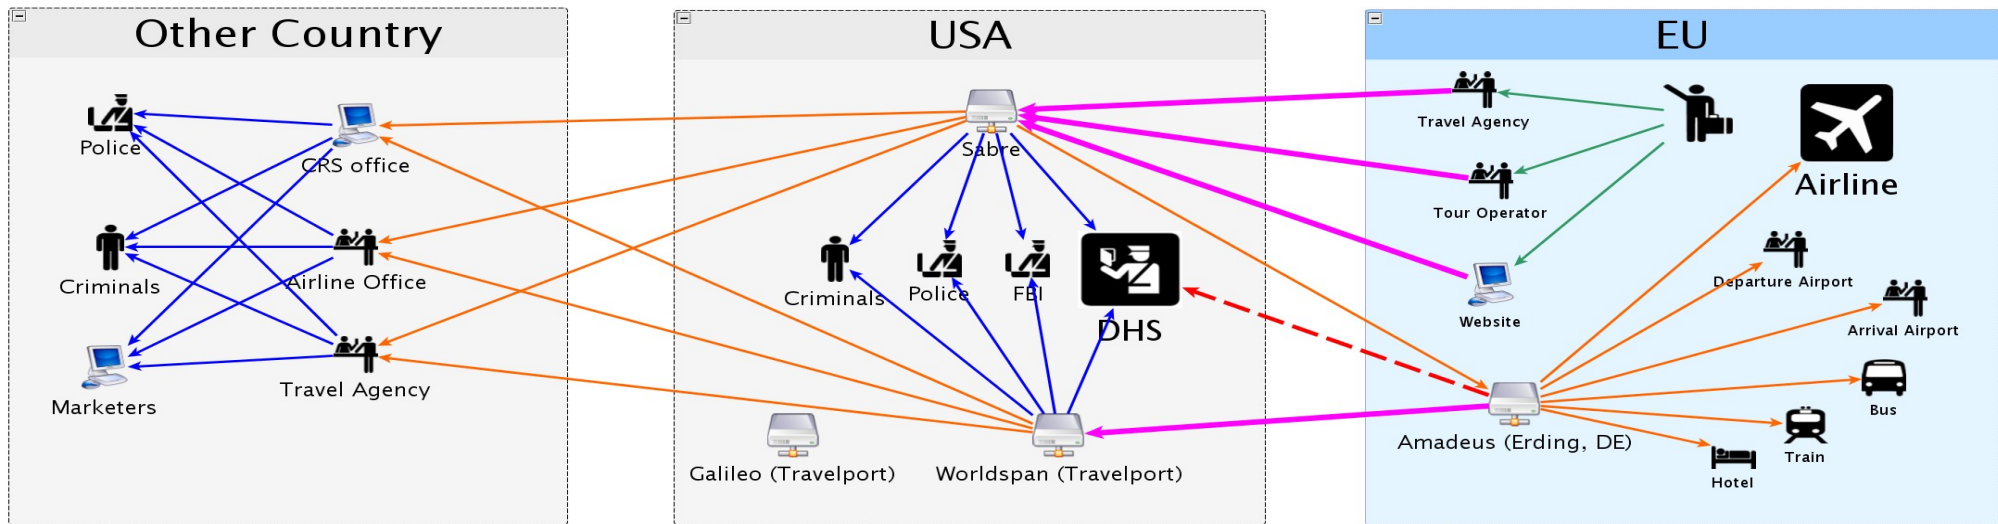 Other Country
USA
EU
Police
CRS office
Criminals
Airline Office
Marketers
Travel Agency
Sabre
Criminals
Police
FBI
DHS
Galileo (Travelport)
Worldspan (Travelport)
Travel Agency
Tour Operator
Website
Airline
Departure Airport
Arrival Airport
Bus
Train
Hotel
Amadeus (Erding, DE)